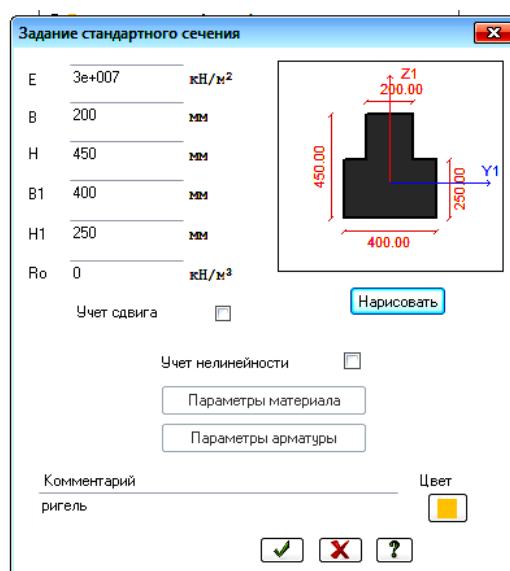 Задание стандартного сечения
E 3e+007 кН/м²
B 200 мм
H 450 мм
B1 400 мм
H1 250 мм
Ro 0 кН/м³
Z1
200.00
450.00
Y1
250.00
400.00
Нарисовать
Учет сдвига
Учет нелинейности
Параметры материала
Параметры арматуры
Комментарий
Цвет
ригель
?